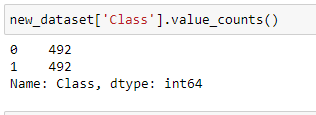 new_dataset['Class'].value_counts()
0    492
1    492
Name: Class, dtype: int64